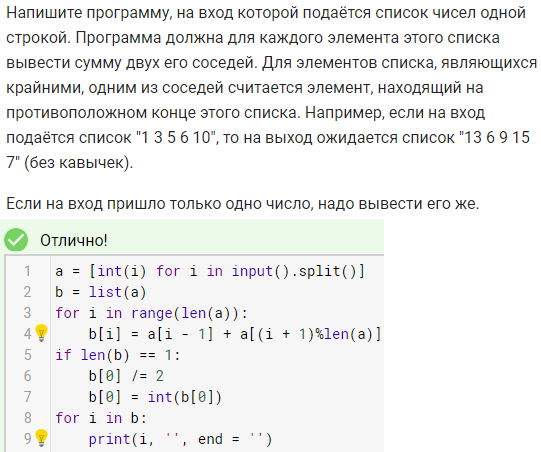 Напишите программу, на вход которой подаётся список чисел одной
строкой. Программа должна для каждого элемента этого списка
вывести сумму двух его соседей. Для элементов списка, являющихся
крайними, одним из соседей считается элемент, находящий на
противоположном конце этого списка. Например, если на вход
подаётся список "1 3 5 6 10", то на выход ожидается список "13 6 9 15
7" (без кавычек).
Если на вход пришло только одно число, надо вывести его же.
Отлично!
1 a = [int(i) for i in input().split()]
2 b = list(a)
3 for i in range(len(a)):
4     b[i] = a[i - 1] + a[(i + 1)%len(a)]
5 if len(b) == 1:
6     b[0] /= 2
7     b[0] = int(b[0])
8 for i in b:
9     print(i, '', end = '')